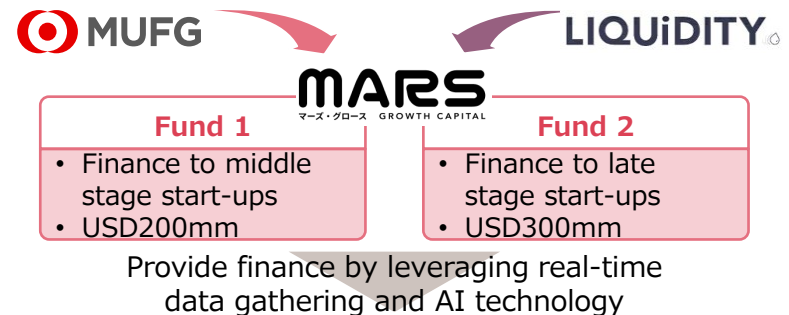 MUFG
LIQUiDITY
MARS
マーズ・グロース GROWTH CAPITAL
Fund 1
• Finance to middle
stage start-ups
• USD200mm
Fund 2
• Finance to late
stage start-ups
• USD300mm
Provide finance by leveraging real-time
data gathering and AI technology